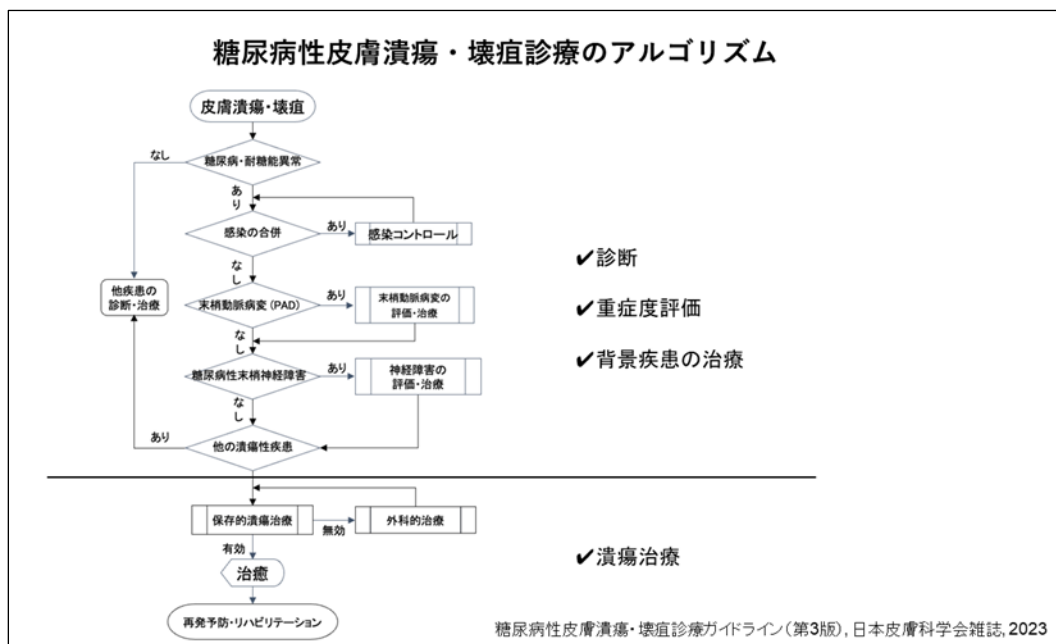 糖尿病性皮膚潰瘍・壊疽診療のアルゴリズム
皮膚潰瘍・壊疽
なし
糖尿病・耐糖能異常
あり
感染の合併
あり
感染コントロール
なし
他疾患の
診断・治療
末梢動脈病変(PAD)
あり
末梢動脈病変の
評価・治療
なし
糖尿病性末梢神経障害
あり
神経障害の
評価・治療
なし
あり
他の潰瘍性疾患
✔診断
✔重症度評価
✔背景疾患の治療
保存的潰瘍治療
無効
外科的治療
有効
治癒
再発予防・リハビリテーション
✔潰瘍治療
糖尿病性皮膚潰瘍・壊疽診療ガイドライン(第3版),日本皮膚科学会雑誌,2023